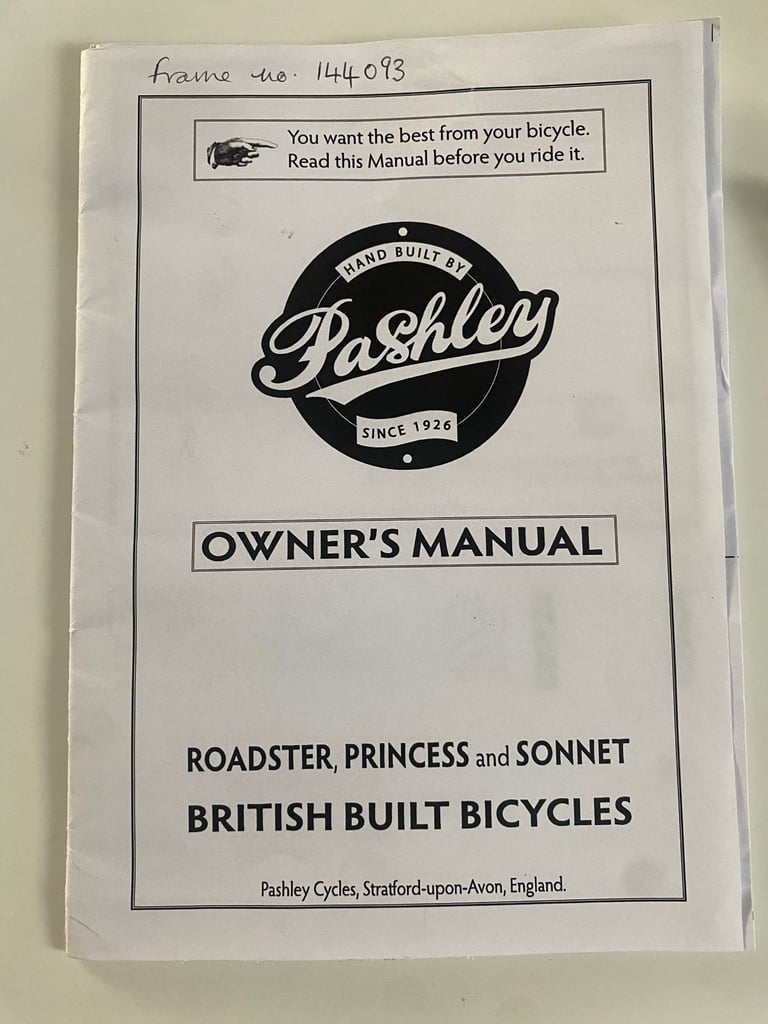 frame no. 144093
You want the best from your bicycle.
Read this Manual before you ride it.
HAND BUILT BY
Pashley
SINCE 1926
OWNER'S MANUAL
ROADSTER, PRINCESS and SONNET
BRITISH BUILT BICYCLES
Pashley Cycles, Stratford-upon-Avon, England.